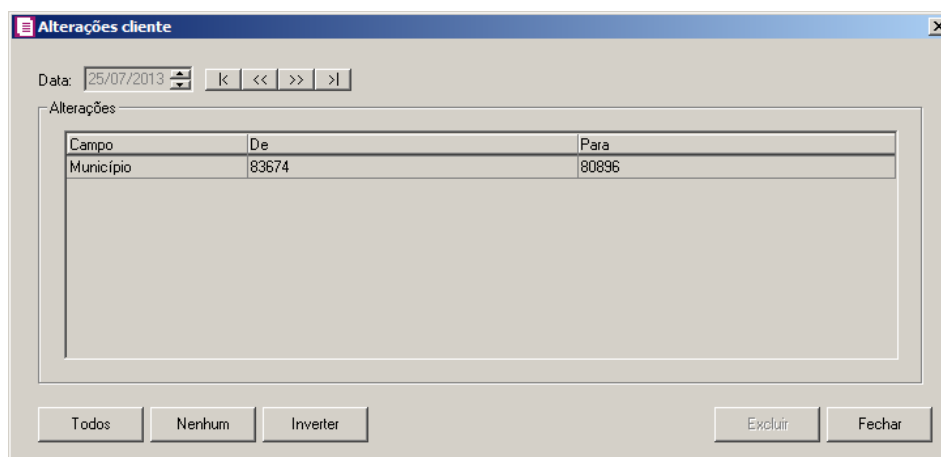 Alterações cliente
Data: 25/07/2013 |< << >> >|
Alterações
Campo De Para
Município 83674 80896
Todos Nenhum Inverter Excluir Fechar